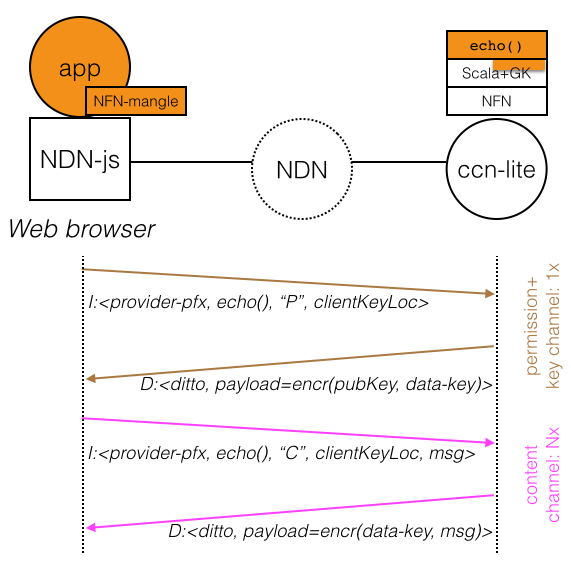 app
NFN-mangle
NDN-js
Web browser
NDN
echo()
Scala+GK
NFN
ccn-lite
I:<provider-pfx, echo(), “P”, clientKeyLoc>
D:<ditto, payload=encr(pubKey, data-key)>
permission+
key channel: 1x
I:<provider-pfx, echo(), “C”, clientKeyLoc, msg>
D:<ditto, payload=encr(data-key, msg)>
content
channel: Nx